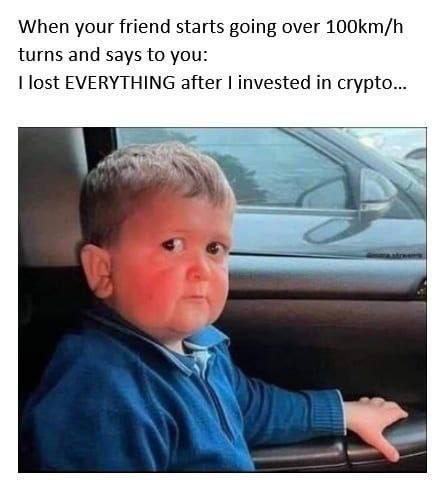 When your friend starts going over 100km/h
turns and says to you:
I lost EVERYTHING after I invested in crypto...